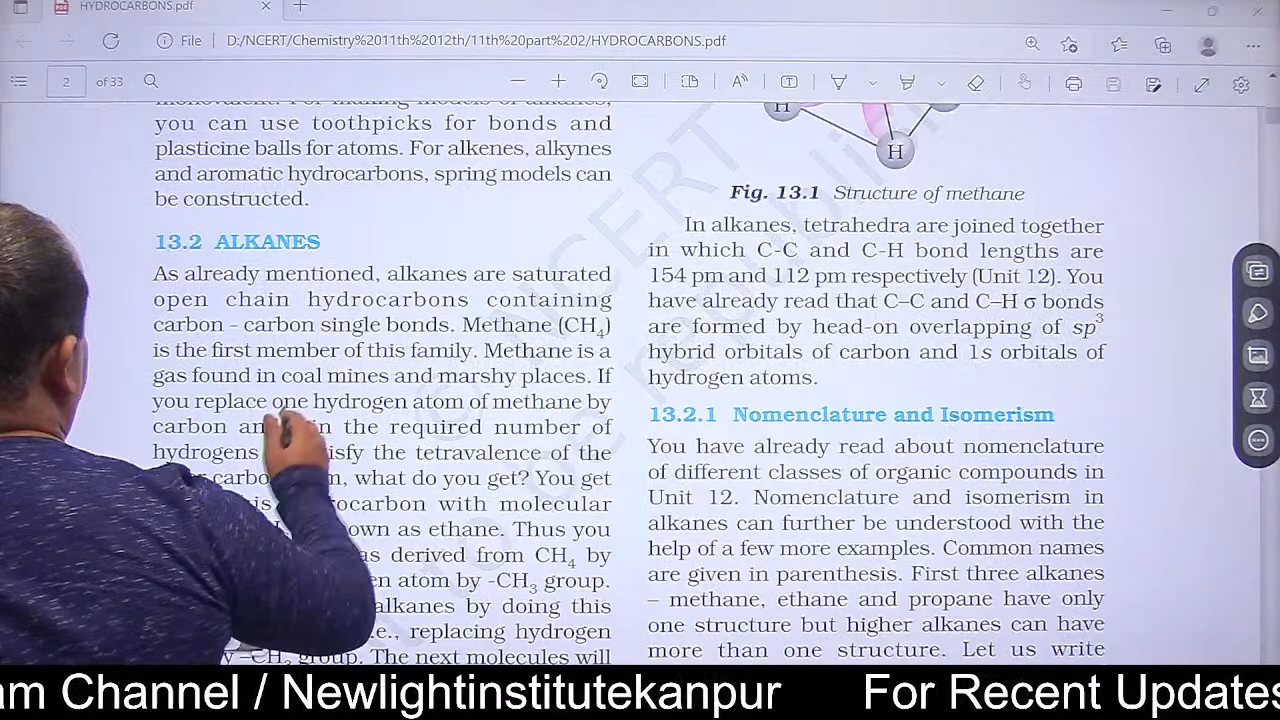 HYDROCARBONS.pdf
File
D:/NCERT/Chemistry%2011th%2012th/11th%20part%202/HYDROCARBONS.pdf
2 of 33
monovalent. For making models of alkanes,
you can use toothpicks for bonds and
plasticine balls for atoms. For alkenes, alkynes
and aromatic hydrocarbons, spring models can
be constructed.
13.2 ALKANES
As already mentioned, alkanes are saturated
open chain hydrocarbons containing
carbon - carbon single bonds. Methane (CH4)
is the first member of this family. Methane is a
gas found in coal mines and marshy places. If
you replace one hydrogen atom of methane by
carbon an in the required number of
hydrogens isfy the tetravalence of the
carbo m, what do you get? You get
is ocarbon with molecular
own as ethane. Thus you
as derived from CH4 by
en atom by -CH3 group.
alkanes by doing this
.e., replacing hydrogen
y –CH3 group. The next molecules will
H
H
Fig. 13.1 Structure of methane
In alkanes, tetrahedra are joined together
in which C-C and C-H bond lengths are
154 pm and 112 pm respectively (Unit 12). You
have already read that C–C and C–H σ bonds
are formed by head-on overlapping of sp3
hybrid orbitals of carbon and 1s orbitals of
hydrogen atoms.
13.2.1 Nomenclature and Isomerism
You have already read about nomenclature
of different classes of organic compounds in
Unit 12. Nomenclature and isomerism in
alkanes can further be understood with the
help of a few more examples. Common names
are given in parenthesis. First three alkanes
– methane, ethane and propane have only
one structure but higher alkanes can have
more than one structure. Let us write
© NCERT
am Channel / Newlightinstitutekanpur For Recent Updates